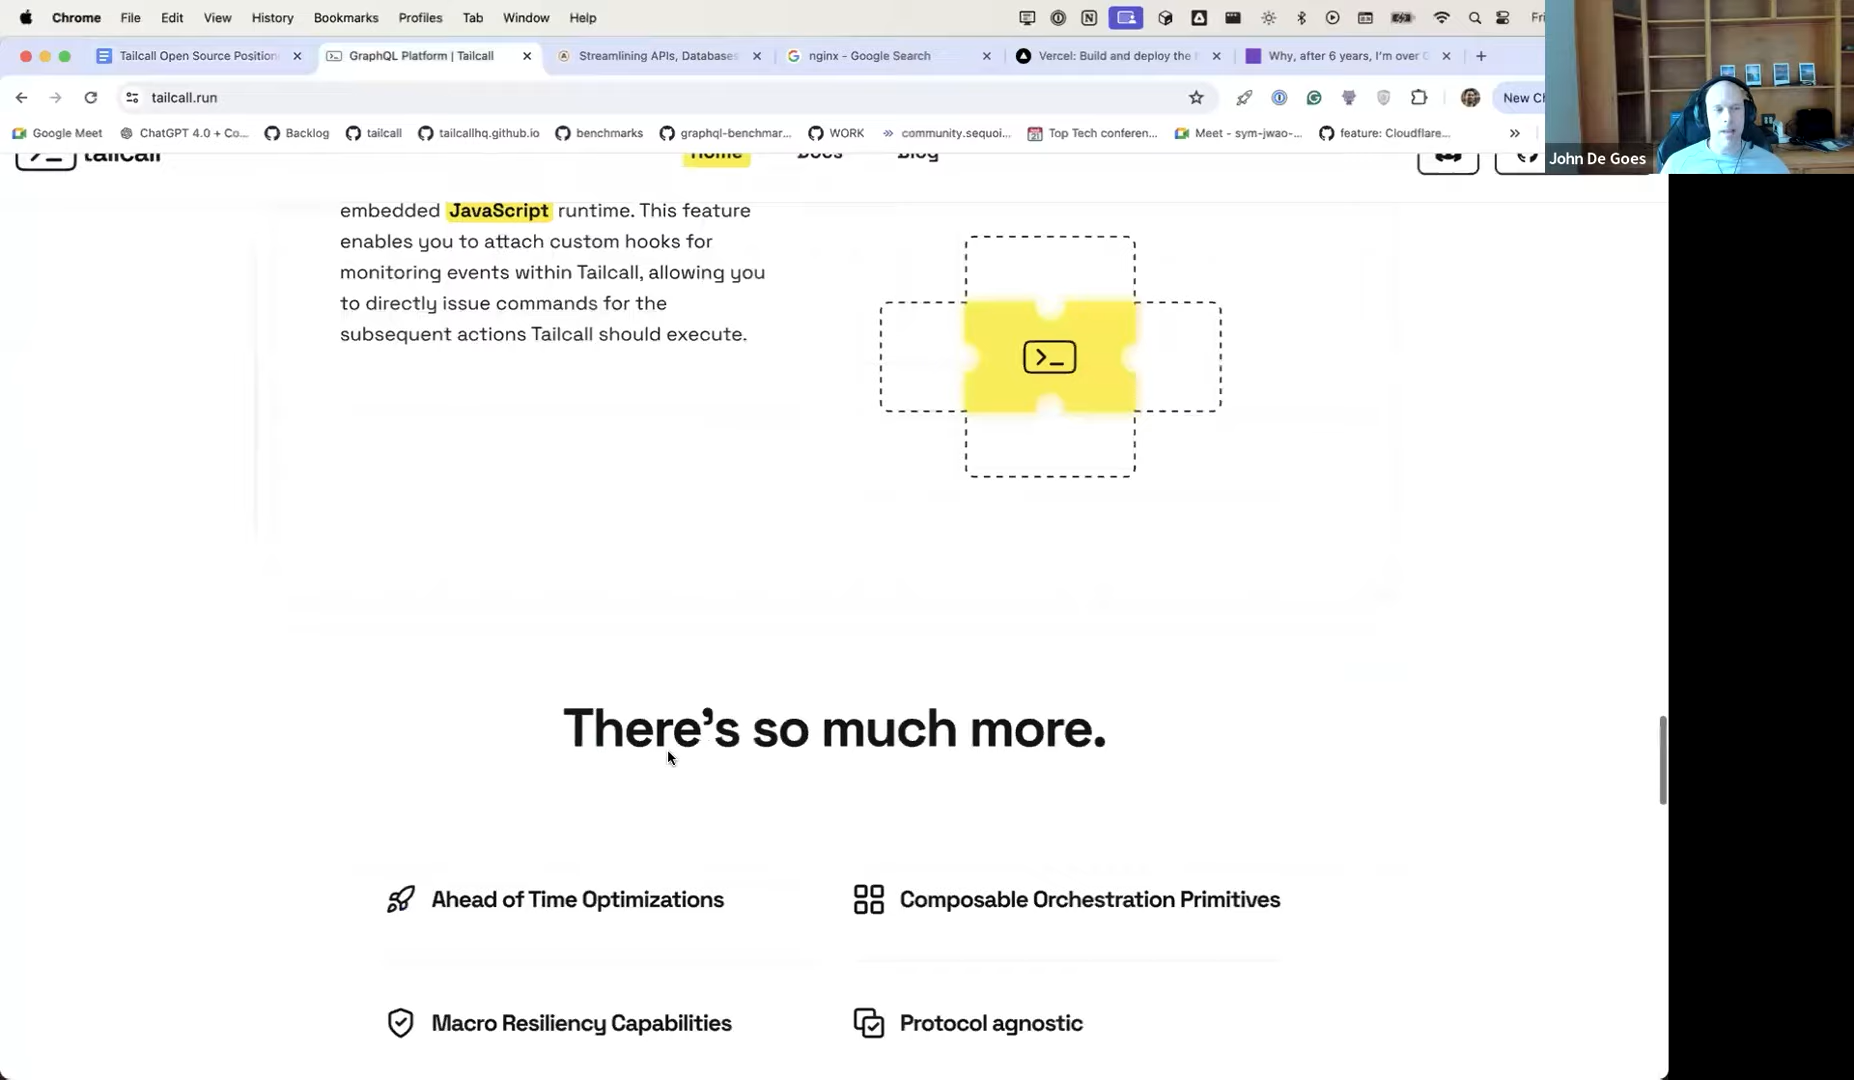 Chrome File Edit View History Bookmarks Profiles Tab Window Help Fri
Tailcall Open Source Position GraphQL Platform | Tailcall Streamlining APIs, Databases nginx - Google Search Vercel: Build and deploy the Why, after 6 years, I'm over
tailcall.run New Ch
Google Meet ChatGPT 4.0 + Co... Backlog tailcall tailcallhq.github.io benchmarks graphql-benchmar... WORK community.sequoi... Top Tech conferen... Meet - sym-jwao-... feature: Cloudflare...
John De Goes
tailcall Home Docs Blog
embedded JavaScript runtime. This feature
enables you to attach custom hooks for
monitoring events within Tailcall, allowing you
to directly issue commands for the
subsequent actions Tailcall should execute.
There's so much more.
Ahead of Time Optimizations Composable Orchestration Primitives
Macro Resiliency Capabilities Protocol agnostic